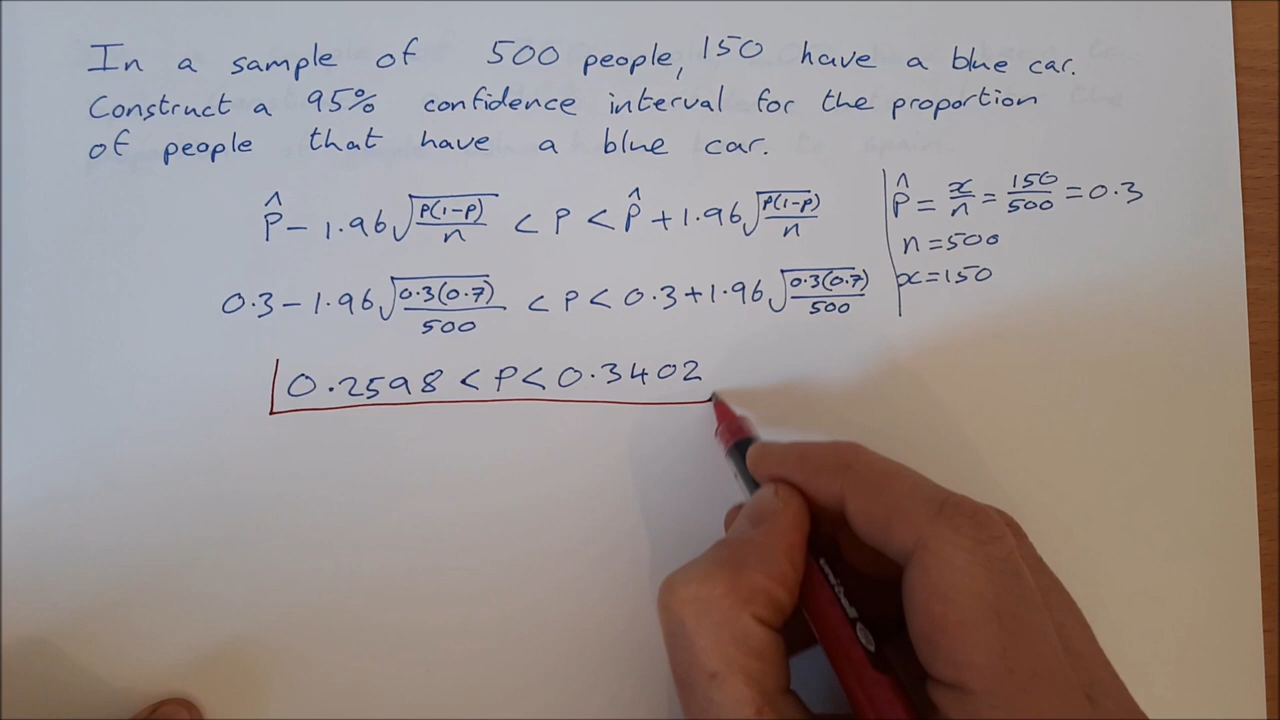 In a sample of 500 people, 150 have a blue car.
Construct a 95% confidence interval for the proportion
of people that have a blue car.
p̂ - 1.96√(p(1-p)/n) < p < p̂ + 1.96√(p(1-p)/n)
p̂ = x/n = 150/500 = 0.3
n = 500
x = 150
0.3 - 1.96√(0.3(0.7)/500) < p < 0.3 + 1.96√(0.3(0.7)/500)
0.2598 < p < 0.3402